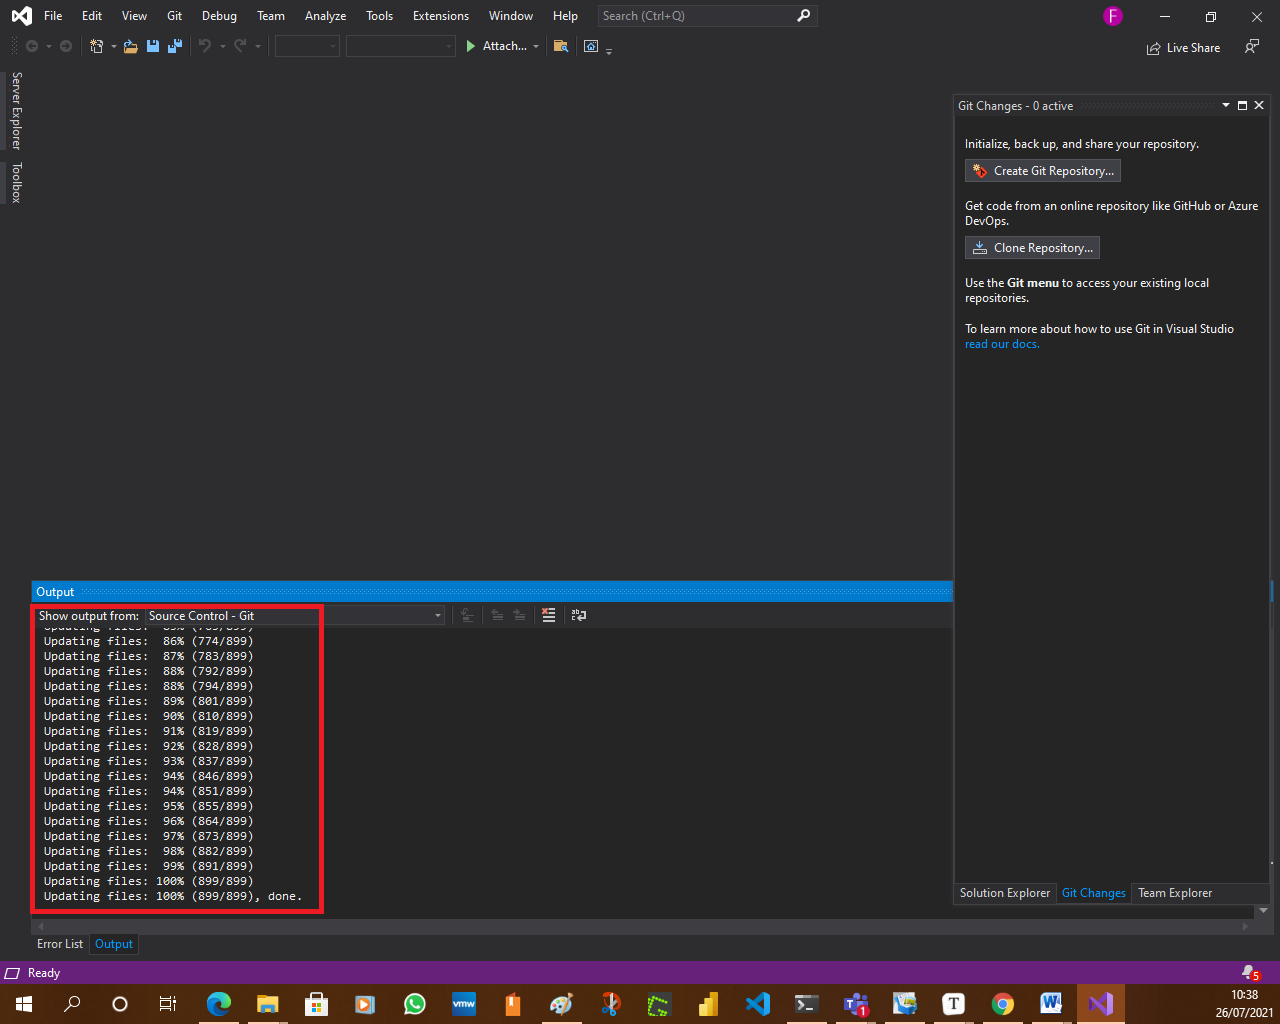 File Edit View Git Debug Team Analyze Tools Extensions Window Help Search (Ctrl+Q) F
Attach... Live Share
Server Explorer
Toolbox
Git Changes - 0 active
Initialize, back up, and share your repository.
Create Git Repository...
Get code from an online repository like GitHub or Azure
DevOps.
Clone Repository...
Use the Git menu to access your existing local
repositories.
To learn more about how to use Git in Visual Studio
read our docs.
Solution Explorer Git Changes Team Explorer
Output
Show output from: Source Control - Git
Updating files: 86% (774/899)
Updating files: 87% (783/899)
Updating files: 88% (792/899)
Updating files: 88% (794/899)
Updating files: 89% (801/899)
Updating files: 90% (810/899)
Updating files: 91% (819/899)
Updating files: 92% (828/899)
Updating files: 93% (837/899)
Updating files: 94% (846/899)
Updating files: 94% (851/899)
Updating files: 95% (855/899)
Updating files: 96% (864/899)
Updating files: 97% (873/899)
Updating files: 98% (882/899)
Updating files: 99% (891/899)
Updating files: 100% (899/899)
Updating files: 100% (899/899), done.
Error List Output
Ready 5
vmw 1 T W 10:38
26/07/2021